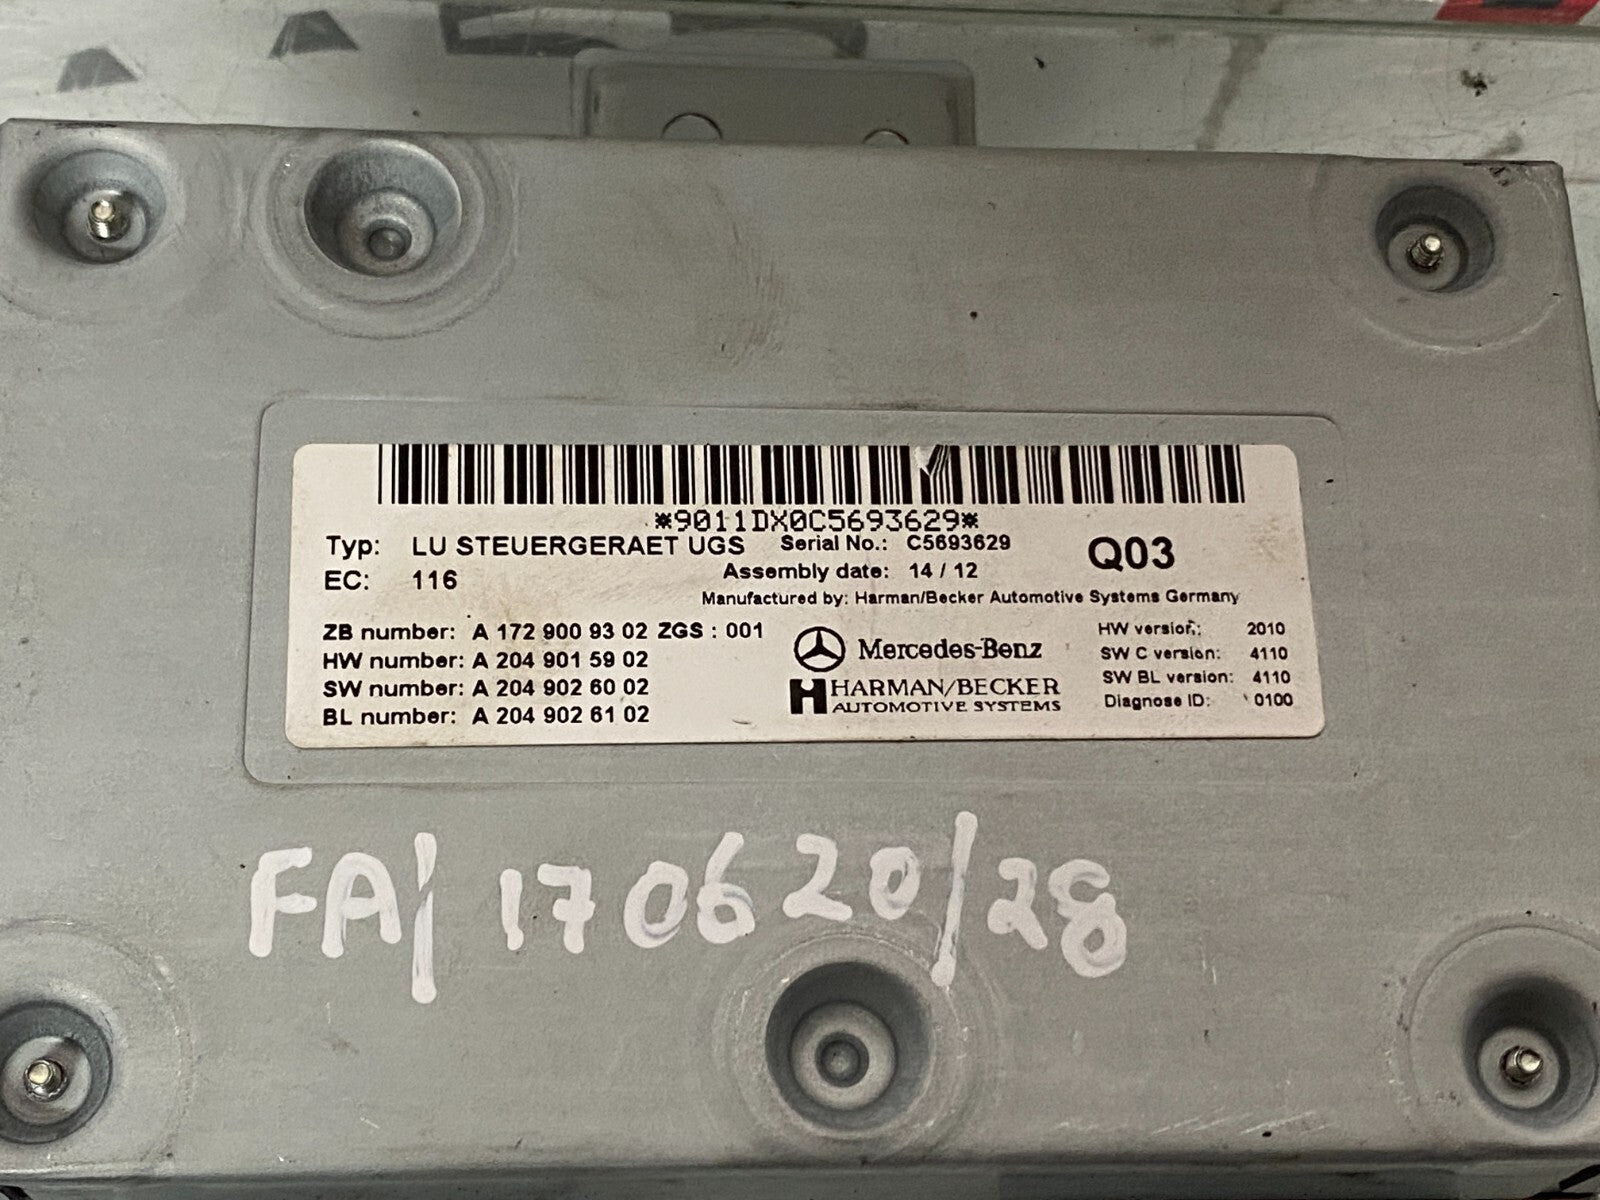 *9011DX0C5693629*
Typ: LU STEUERGERAET UGS Serial No.: C5693629 Q03
EC: 116 Assembly date: 14 / 12
Manufactured by: Harman/Becker Automotive Systems Germany
ZB number: A 172 900 93 02 ZGS : 001
HW number: A 204 901 59 02
SW number: A 204 902 60 02
BL number: A 204 902 61 02
Mercedes-Benz
HARMAN/BECKER
AUTOMOTIVE SYSTEMS
HW version: 2010
SW C version: 4110
SW BL version: 4110
Diagnose ID: 0100
FA/ 170620/28